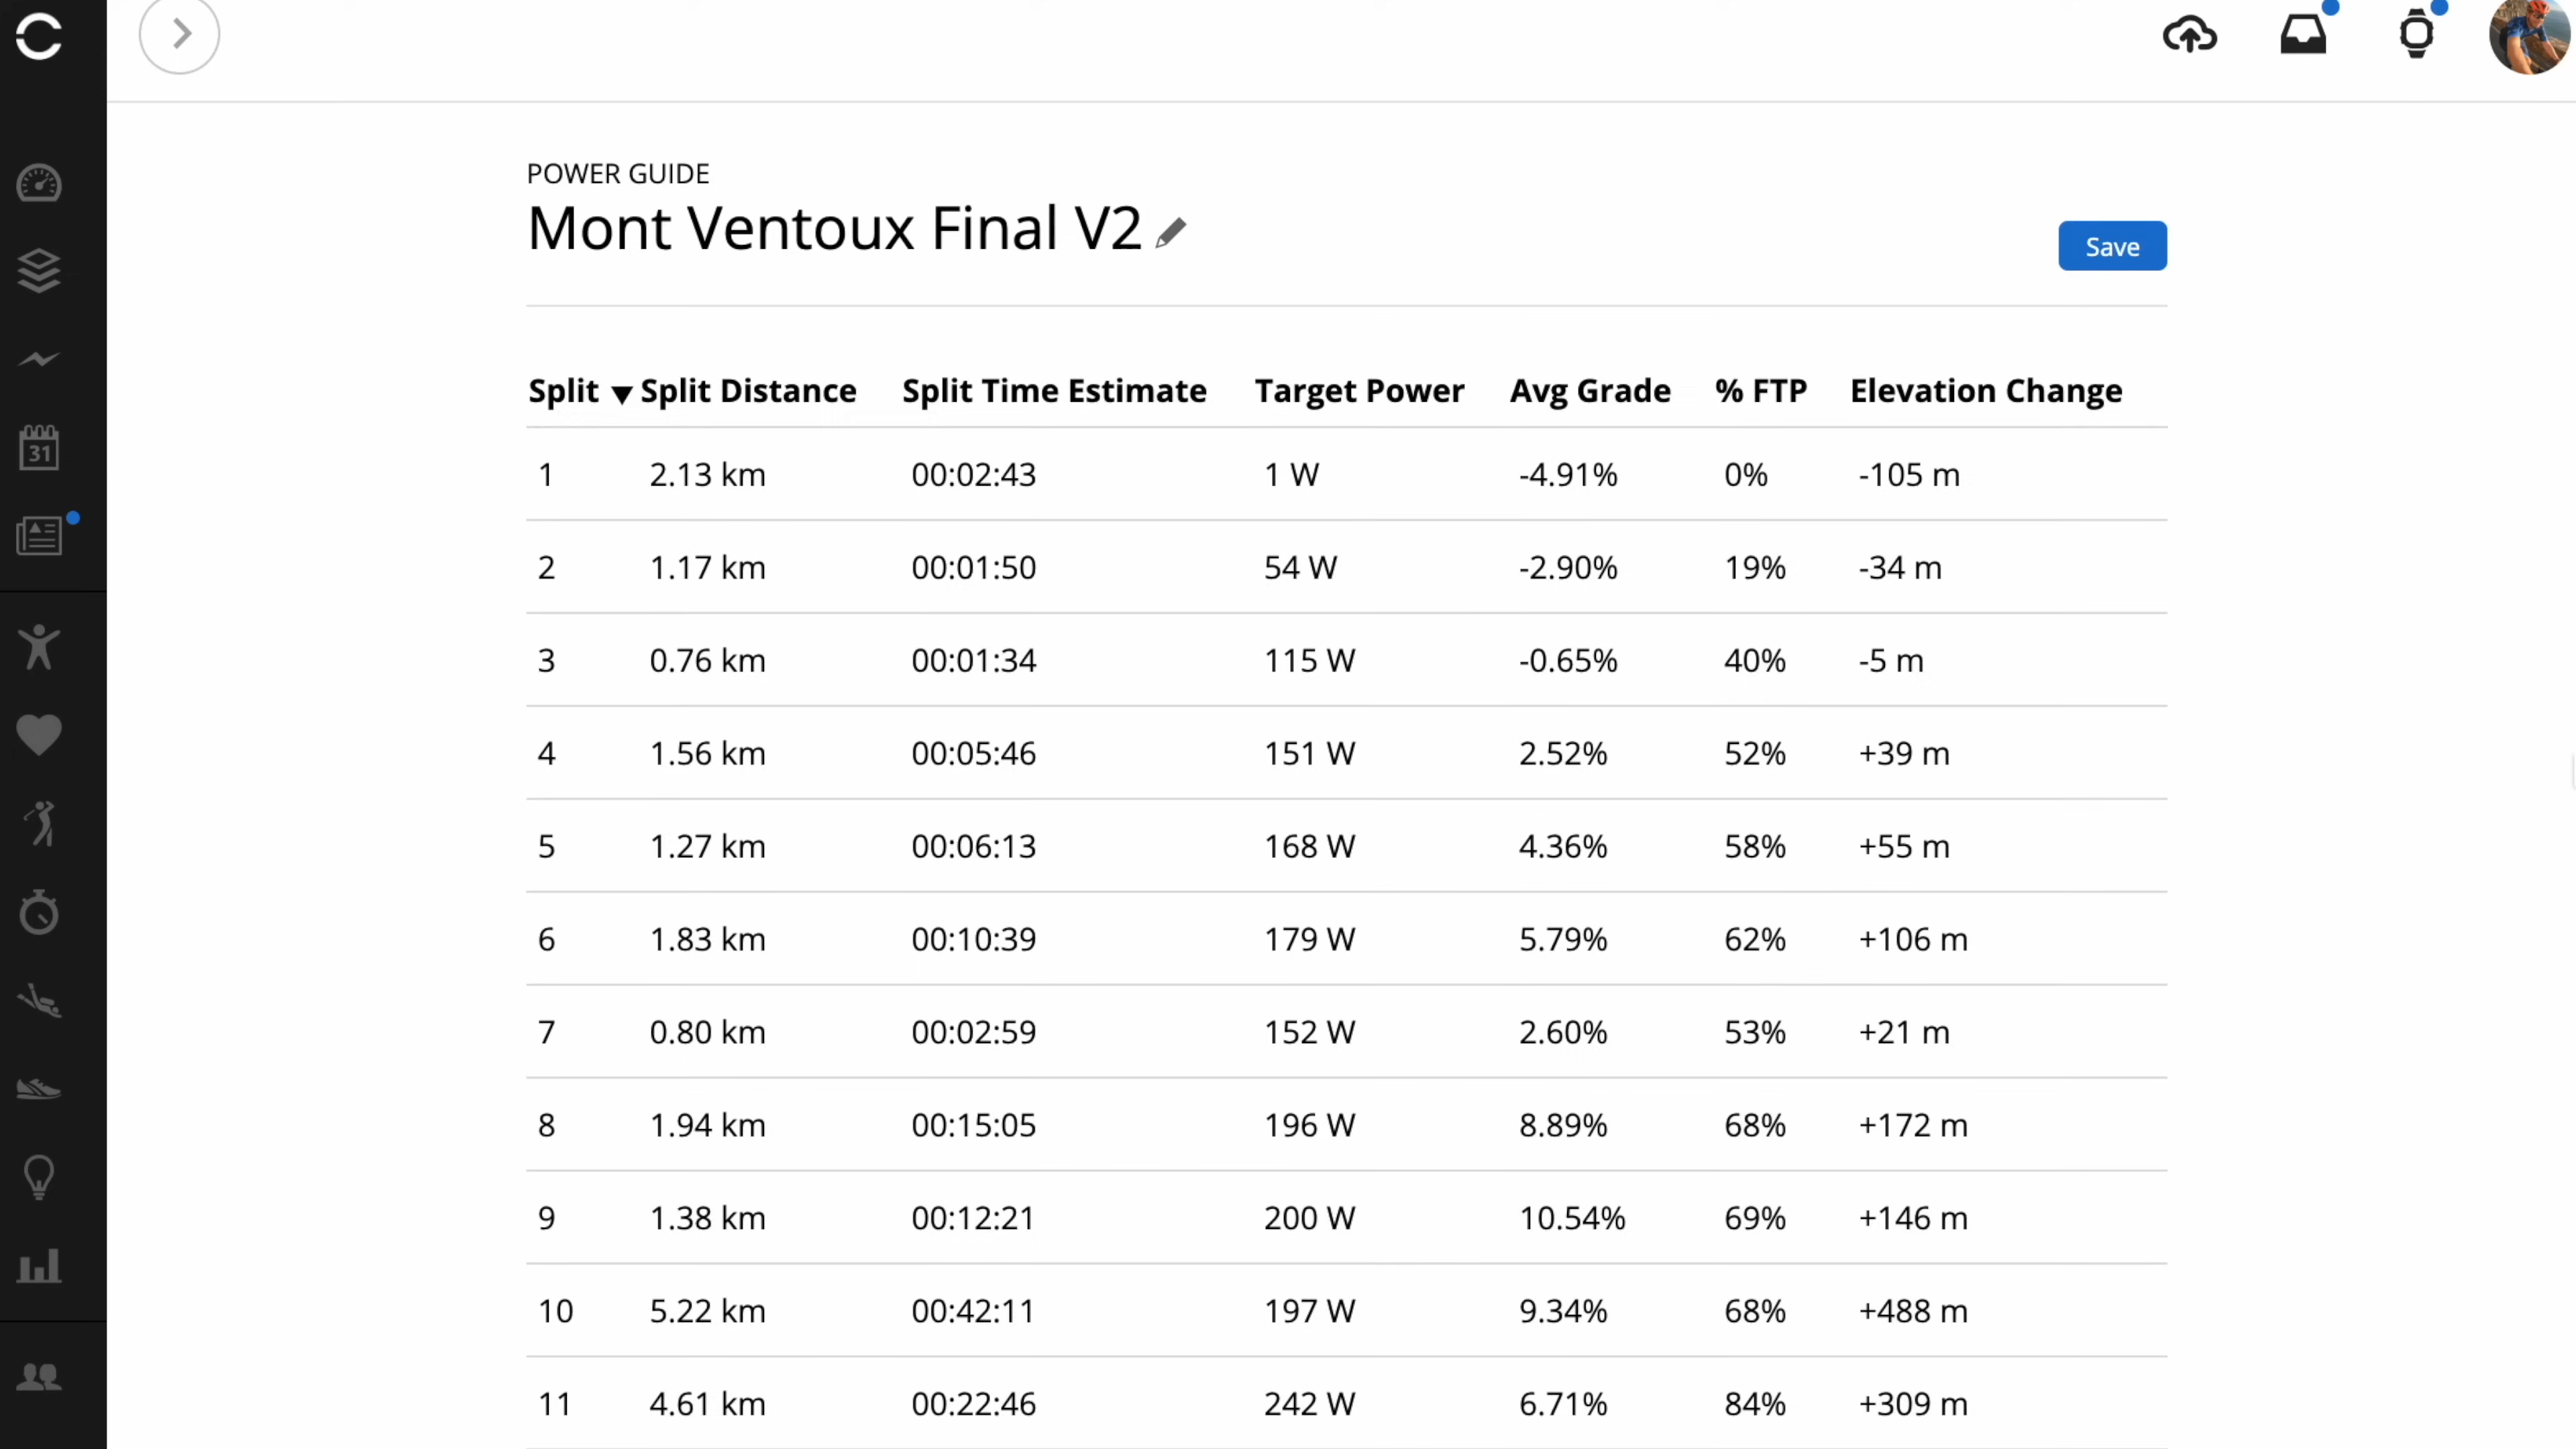 POWER GUIDE
Mont Ventoux Final V2
Save
Split ▼ Split Distance Split Time Estimate Target Power Avg Grade % FTP Elevation Change
1 2.13 km 00:02:43 1 W -4.91% 0% -105 m
2 1.17 km 00:01:50 54 W -2.90% 19% -34 m
31
3 0.76 km 00:01:34 115 W -0.65% 40% -5 m
4 1.56 km 00:05:46 151 W 2.52% 52% +39 m
5 1.27 km 00:06:13 168 W 4.36% 58% +55 m
6 1.83 km 00:10:39 179 W 5.79% 62% +106 m
7 0.80 km 00:02:59 152 W 2.60% 53% +21 m
8 1.94 km 00:15:05 196 W 8.89% 68% +172 m
9 1.38 km 00:12:21 200 W 10.54% 69% +146 m
10 5.22 km 00:42:11 197 W 9.34% 68% +488 m
11 4.61 km 00:22:46 242 W 6.71% 84% +309 m